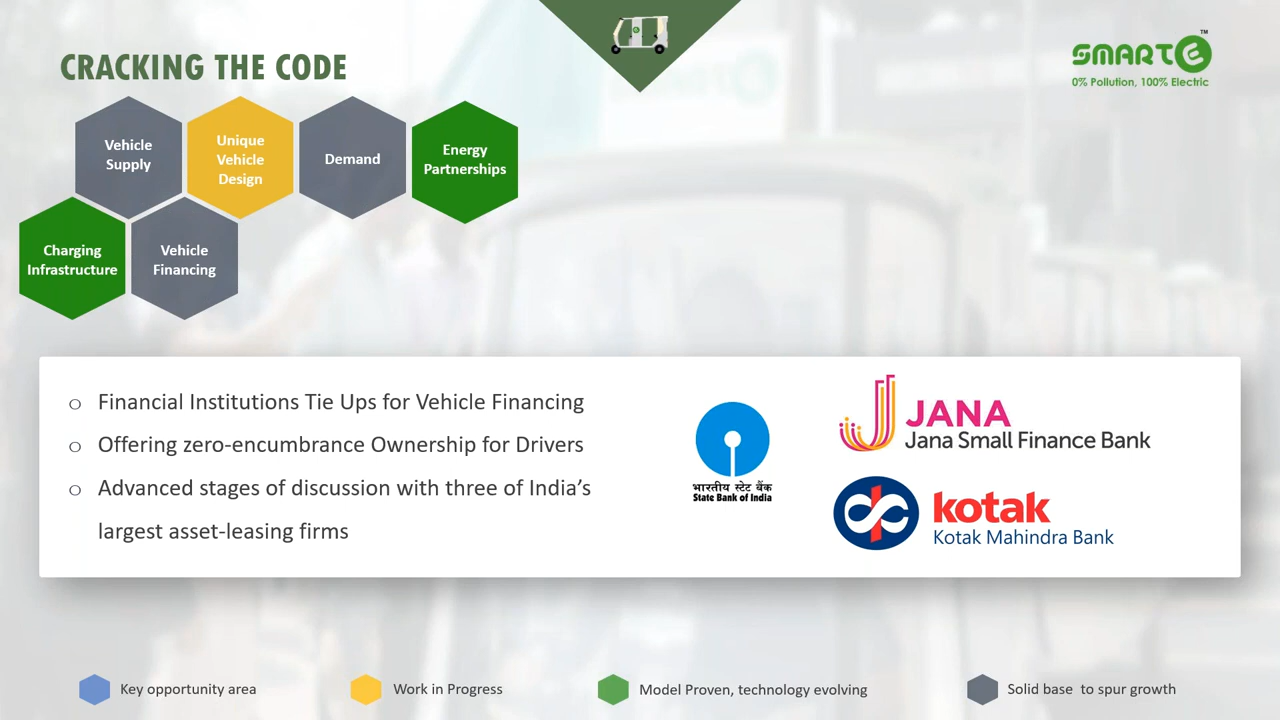 CRACKING THE CODE
SMARTE™
0% Pollution, 100% Electric
Vehicle
Supply
Unique
Vehicle
Design
Demand
Energy
Partnerships
Charging
Infrastructure
Vehicle
Financing
Financial Institutions Tie Ups for Vehicle Financing
Offering zero-encumbrance Ownership for Drivers
Advanced stages of discussion with three of India’s
largest asset-leasing firms
भारतीय स्टेट बैंक
State Bank of India
JANA
Jana Small Finance Bank
kotak
Kotak Mahindra Bank
Key opportunity area
Work in Progress
Model Proven, technology evolving
Solid base to spur growth